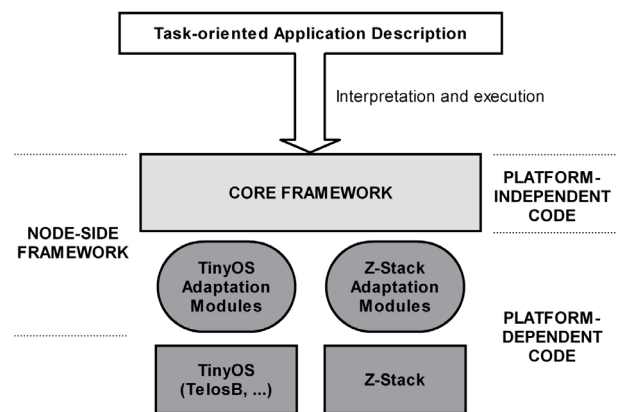 Task-oriented Application Description
Interpretation and execution
CORE FRAMEWORK
PLATFORM-
INDEPENDENT
CODE
NODE-SIDE
FRAMEWORK
TinyOS
Adaptation
Modules
Z-Stack
Adaptation
Modules
PLATFORM-
DEPENDENT
CODE
TinyOS
(TelosB, ...)
Z-Stack